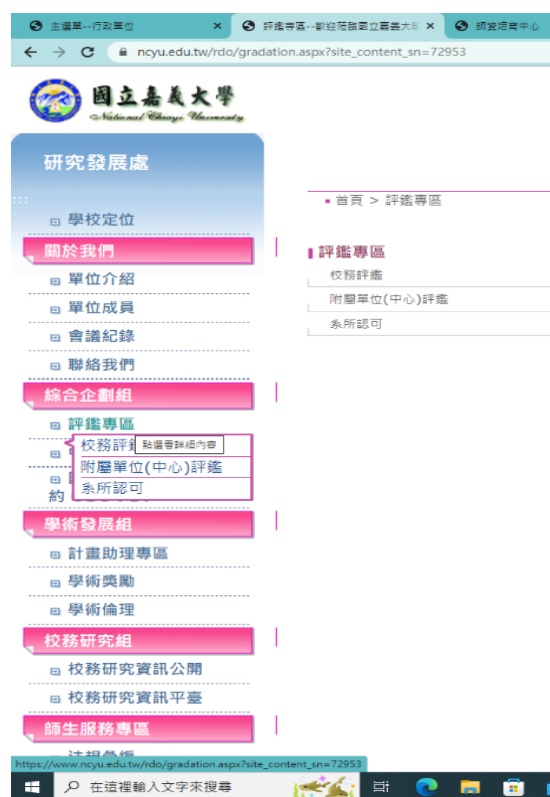 主選單--行政單位
評鑑專區--歡迎蒞臨國立嘉義大學
師資培育中心
ncyu.edu.tw/rdo/gradation.aspx?site_content_sn=72953
國立嘉義大學
National Chiayi University
研究發展處
:::
首頁 > 評鑑專區
學校定位
關於我們
評鑑專區
校務評鑑
附屬單位(中心)評鑑
系所認可
單位介紹
單位成員
會議紀錄
聯絡我們
綜合企劃組
評鑑專區
校務評鑑
點選看詳細內容
附屬單位(中心)評鑑
系所認可
約
學術發展組
計畫助理專區
學術獎勵
學術倫理
校務研究組
校務研究資訊公開
校務研究資訊平臺
師生服務專區
法規彙編
https://www.ncyu.edu.tw/rdo/gradation.aspx?site_content_sn=72953
在這裡輸入文字來搜尋